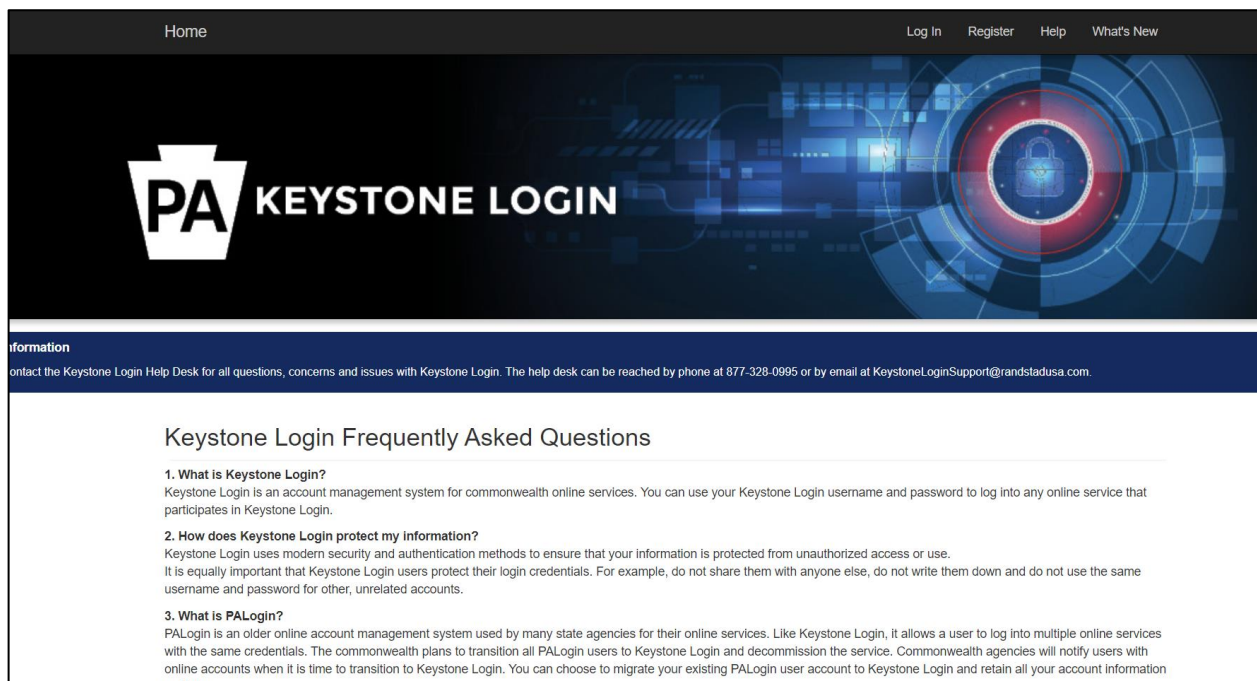 Home
Log In Register Help What's New
PA KEYSTONE LOGIN
nformation
ontact the Keystone Login Help Desk for all questions, concerns and issues with Keystone Login. The help desk can be reached by phone at 877-328-0995 or by email at KeystoneLoginSupport@randstadusa.com.
Keystone Login Frequently Asked Questions
1. What is Keystone Login?
Keystone Login is an account management system for commonwealth online services. You can use your Keystone Login username and password to log into any online service that
participates in Keystone Login.
2. How does Keystone Login protect my information?
Keystone Login uses modern security and authentication methods to ensure that your information is protected from unauthorized access or use.
It is equally important that Keystone Login users protect their login credentials. For example, do not share them with anyone else, do not write them down and do not use the same
username and password for other, unrelated accounts.
3. What is PALogin?
PALogin is an older online account management system used by many state agencies for their online services. Like Keystone Login, it allows a user to log into multiple online services
with the same credentials. The commonwealth plans to transition all PALogin users to Keystone Login and decommission the service. Commonwealth agencies will notify users with
online accounts when it is time to transition to Keystone Login. You can choose to migrate your existing PALogin user account to Keystone Login and retain all your account information